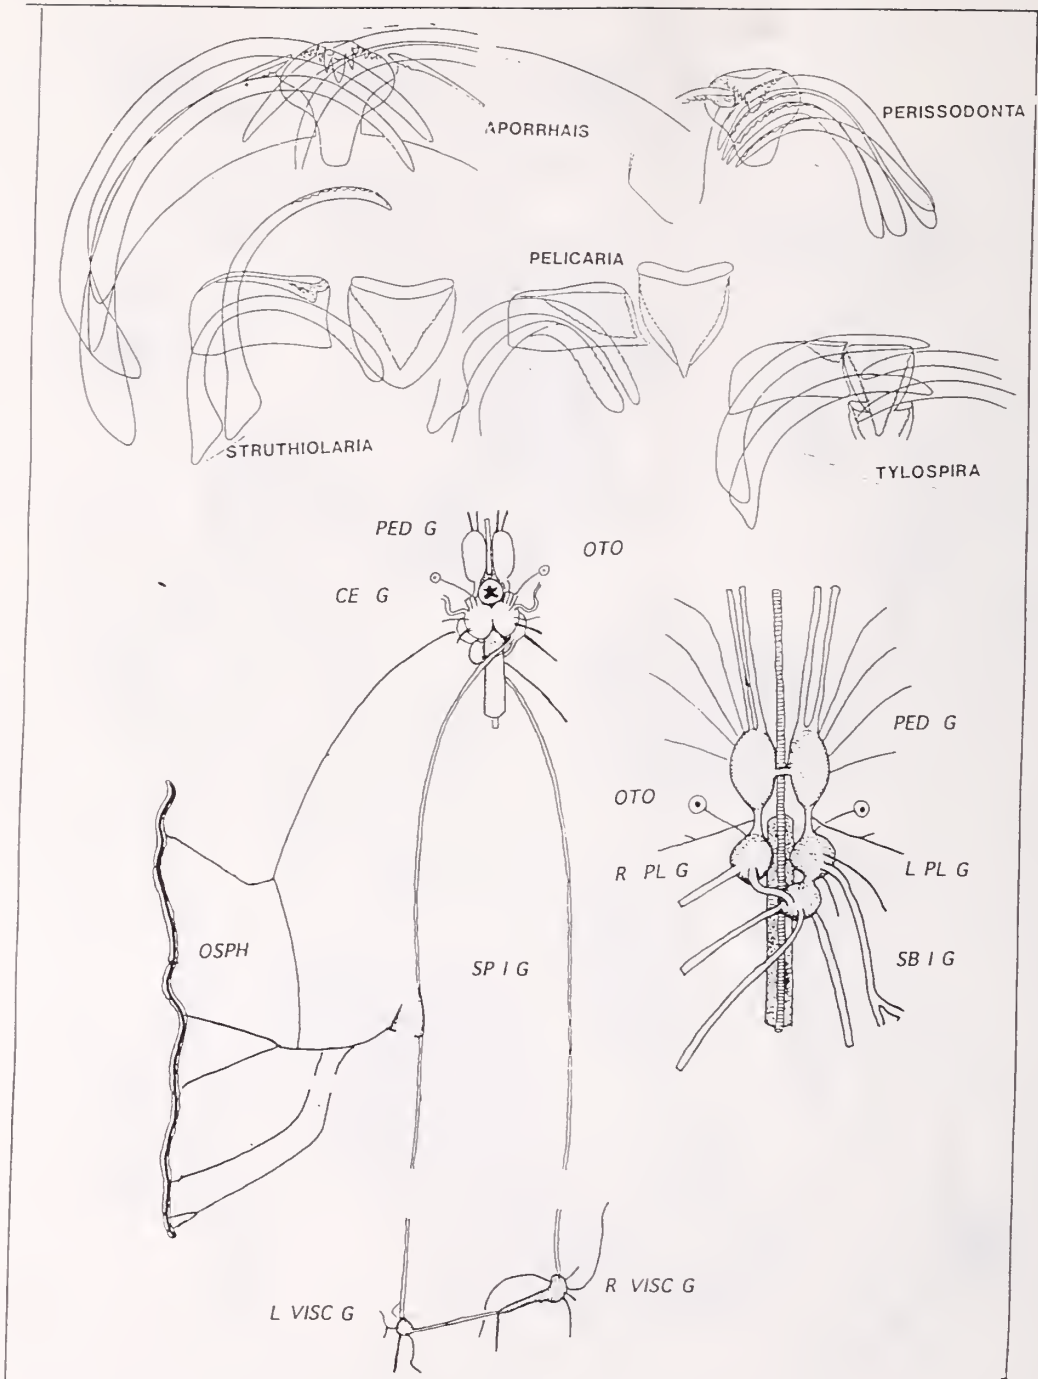 APORRHAIS
PERISSODONTA
PELICARIA
STRUTHIOLARIA
TYLOSPIRA
PED G
OTO
CE G
PED G
OTO
R PL G
L PL G
OSPH
SP I G
SB I G
L VISC G
R VISC G